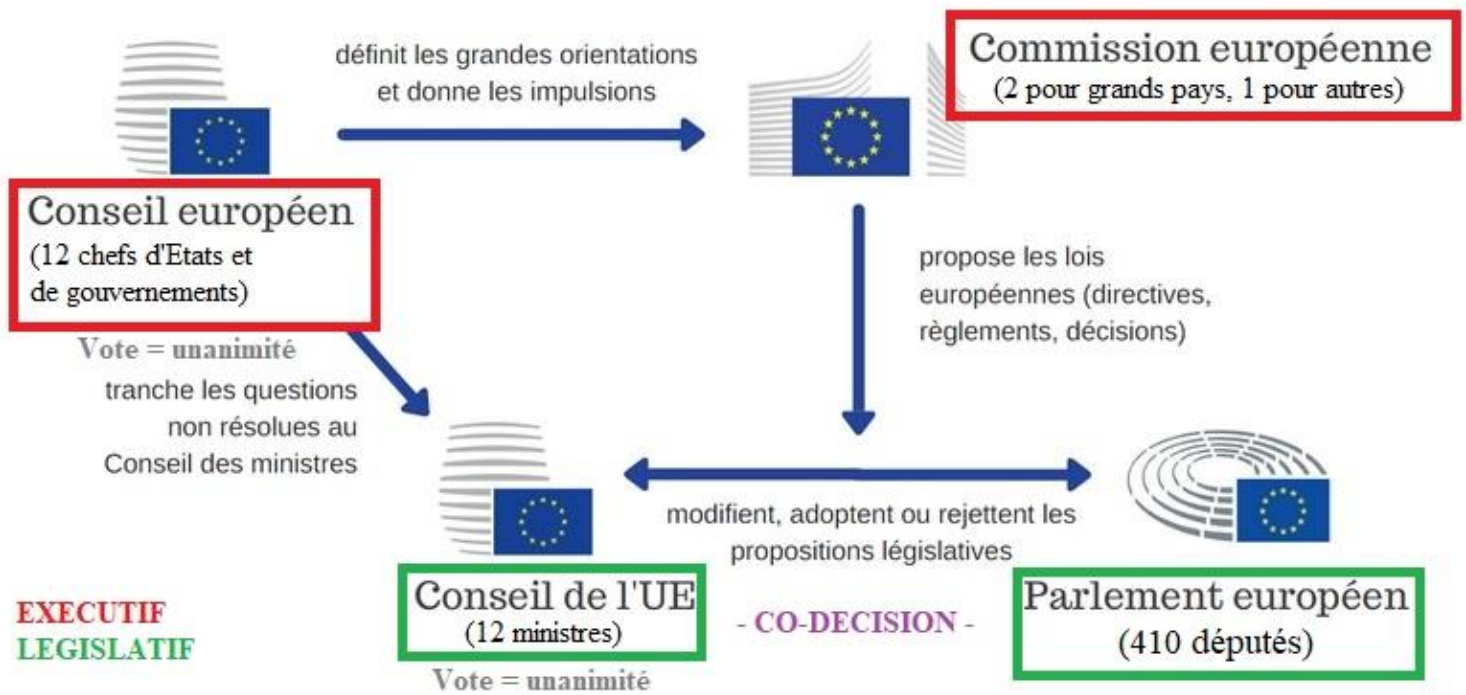 définit les grandes orientations
et donne les impulsions
Commission européenne
(2 pour grands pays, 1 pour autres)
Conseil européen
(12 chefs d'Etats et
de gouvernements)
Vote = unanimité
tranche les questions
non résolues au
Conseil des ministres
propose les lois
européennes (directives,
règlements, décisions)
modifient, adoptent ou rejettent les
propositions législatives
Conseil de l'UE
(12 ministres)
Vote = unanimité
- CO-DECISION -
Parlement européen
(410 députés)
EXECUTIF
LEGISLATIF